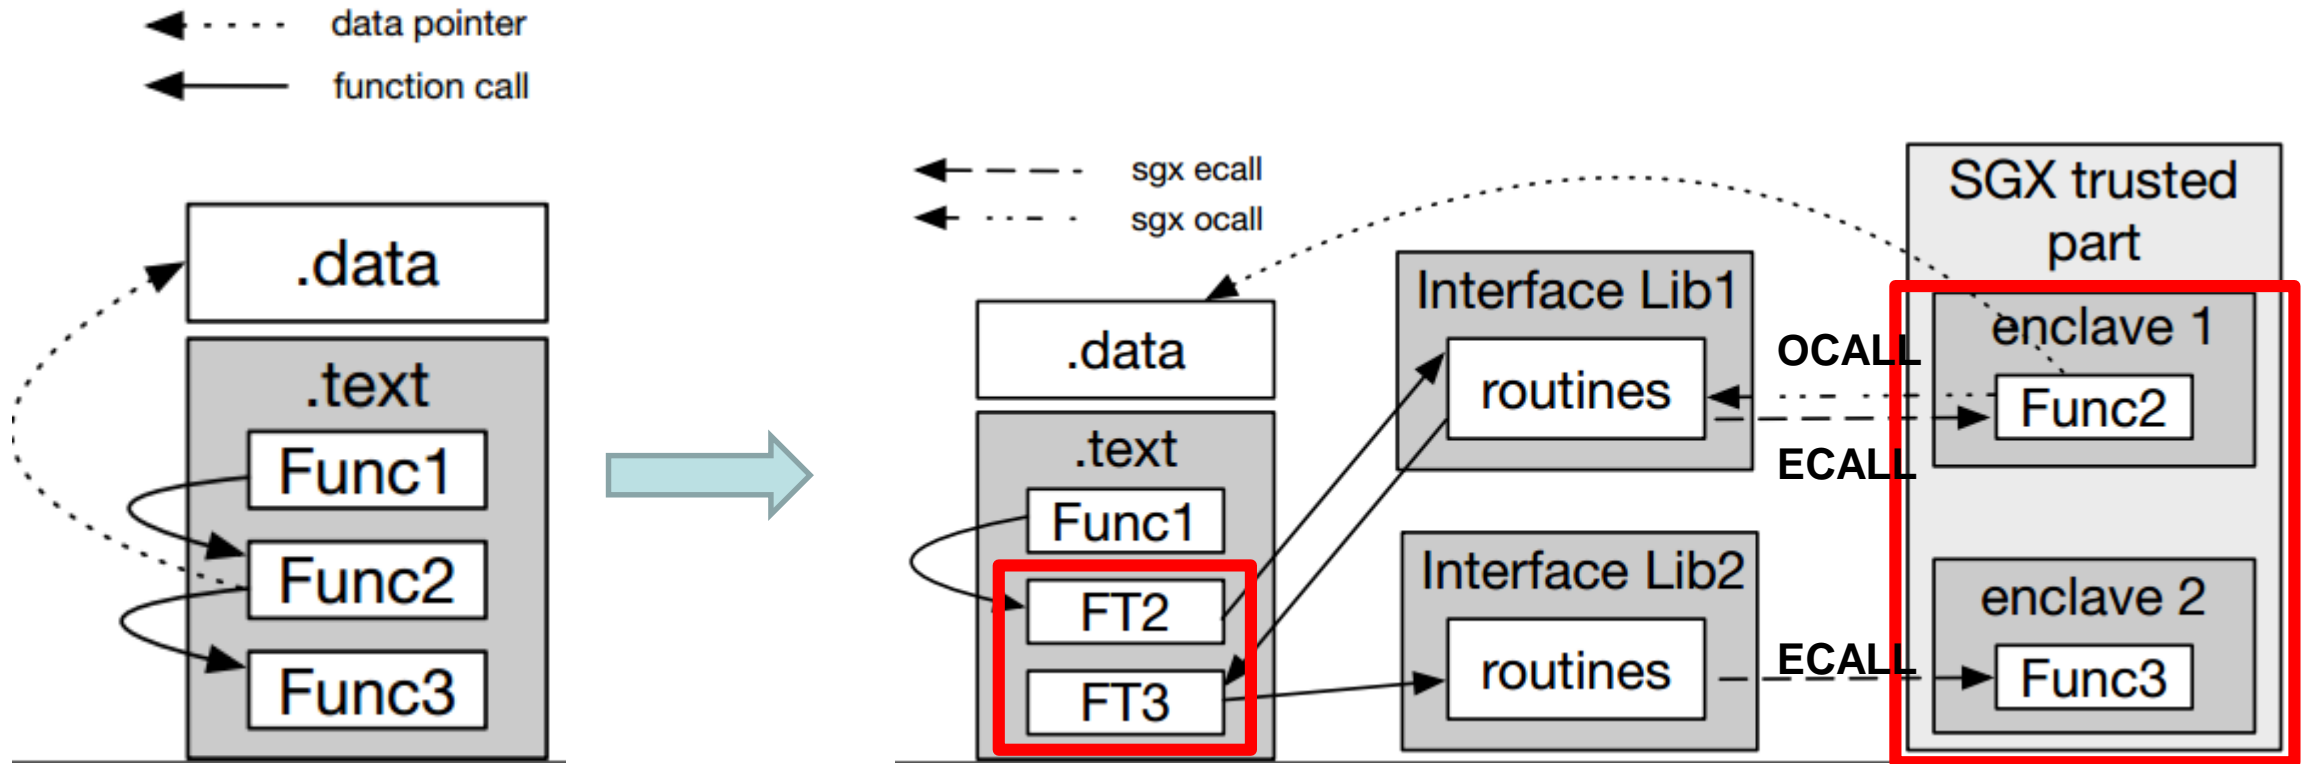 data pointer
function call
.data
.text
Func1
Func2
Func3
sgx ecall
sgx ocall
.data
.text
Func1
FT2
FT3
Interface Lib1
routines
Interface Lib2
routines
OCALL
ECALL
ECALL
SGX trusted
part
enclave 1
Func2
enclave 2
Func3